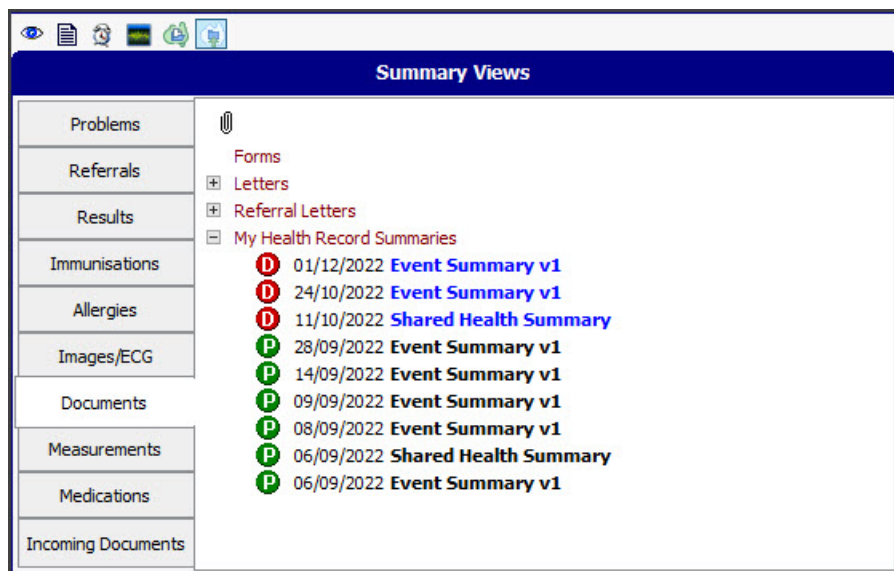 Summary Views
Problems
Referrals
Results
Immunisations
Allergies
Images/ECG
Documents
Measurements
Medications
Incoming Documents
Forms
Letters
Referral Letters
My Health Record Summaries
D 01/12/2022 Event Summary v1
D 24/10/2022 Event Summary v1
D 11/10/2022 Shared Health Summary
P 28/09/2022 Event Summary v1
P 14/09/2022 Event Summary v1
P 09/09/2022 Event Summary v1
P 08/09/2022 Event Summary v1
P 06/09/2022 Shared Health Summary
P 06/09/2022 Event Summary v1